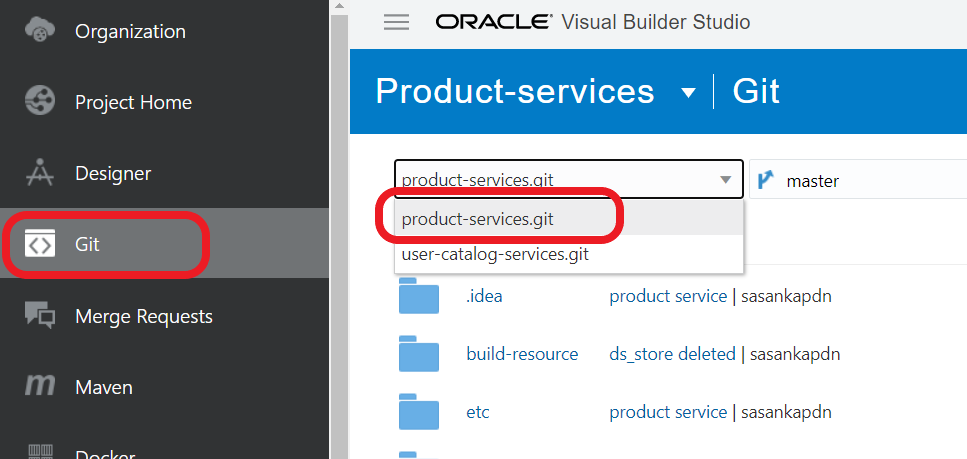 Organization
Project Home
Designer
Git
Merge Requests
Maven
Docker
ORACLE® Visual Builder Studio
Product-services Git
product-services.git master
product-services.git
user-catalog-services.git
.idea product service | sasankapdn
build-resource ds_store deleted | sasankapdn
etc product service | sasankapdn